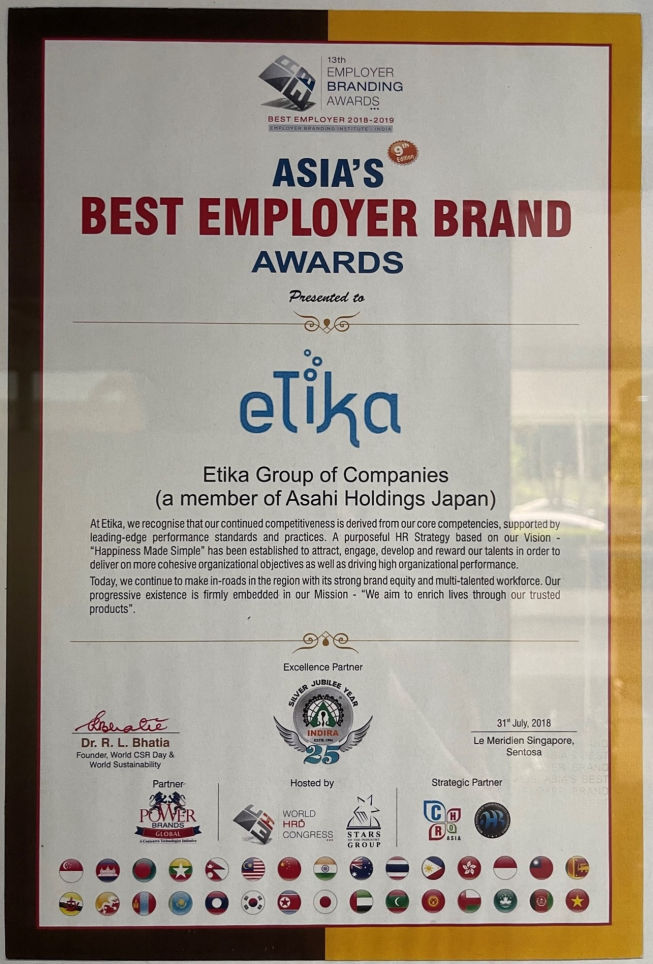 13th
EMPLOYER
BRANDING
AWARDS
BEST EMPLOYER 2018-2019
EMPLOYER BRANDING INSTITUTE - INDIA
9th
Edition
ASIA'S
BEST EMPLOYER BRAND
AWARDS
Presented to
etika
Etika Group of Companies
(a member of Asahi Holdings Japan)
At Etika, we recognise that our continued competitiveness is derived from our core competencies, supported by
leading-edge performance standards and practices. A purposeful HR Strategy based on our Vision -
“Happiness Made Simple” has been established to attract, engage, develop and reward our talents in order to
deliver on more cohesive organizational objectives as well as driving high organizational performance.
Today, we continue to make in-roads in the region with its strong brand equity and multi-talented workforce. Our
progressive existence is firmly embedded in our Mission - “We aim to enrich lives through our trusted
products”.
Excellence Partner
SILVER JUBILEE YEAR
INDIRA
ESTD. 1994
25
RBhatia
Dr. R. L. Bhatia
Founder, World CSR Day &
World Sustainability
31st July, 2018
Le Meridien Singapore,
Sentosa
Partner
POWER
BRANDS
GLOBAL
Hosted by
WORLD
HRD
CONGRESS
STARS
OF THE INDUSTRY
GROUP
Strategic Partner
C H
R O
ASIA